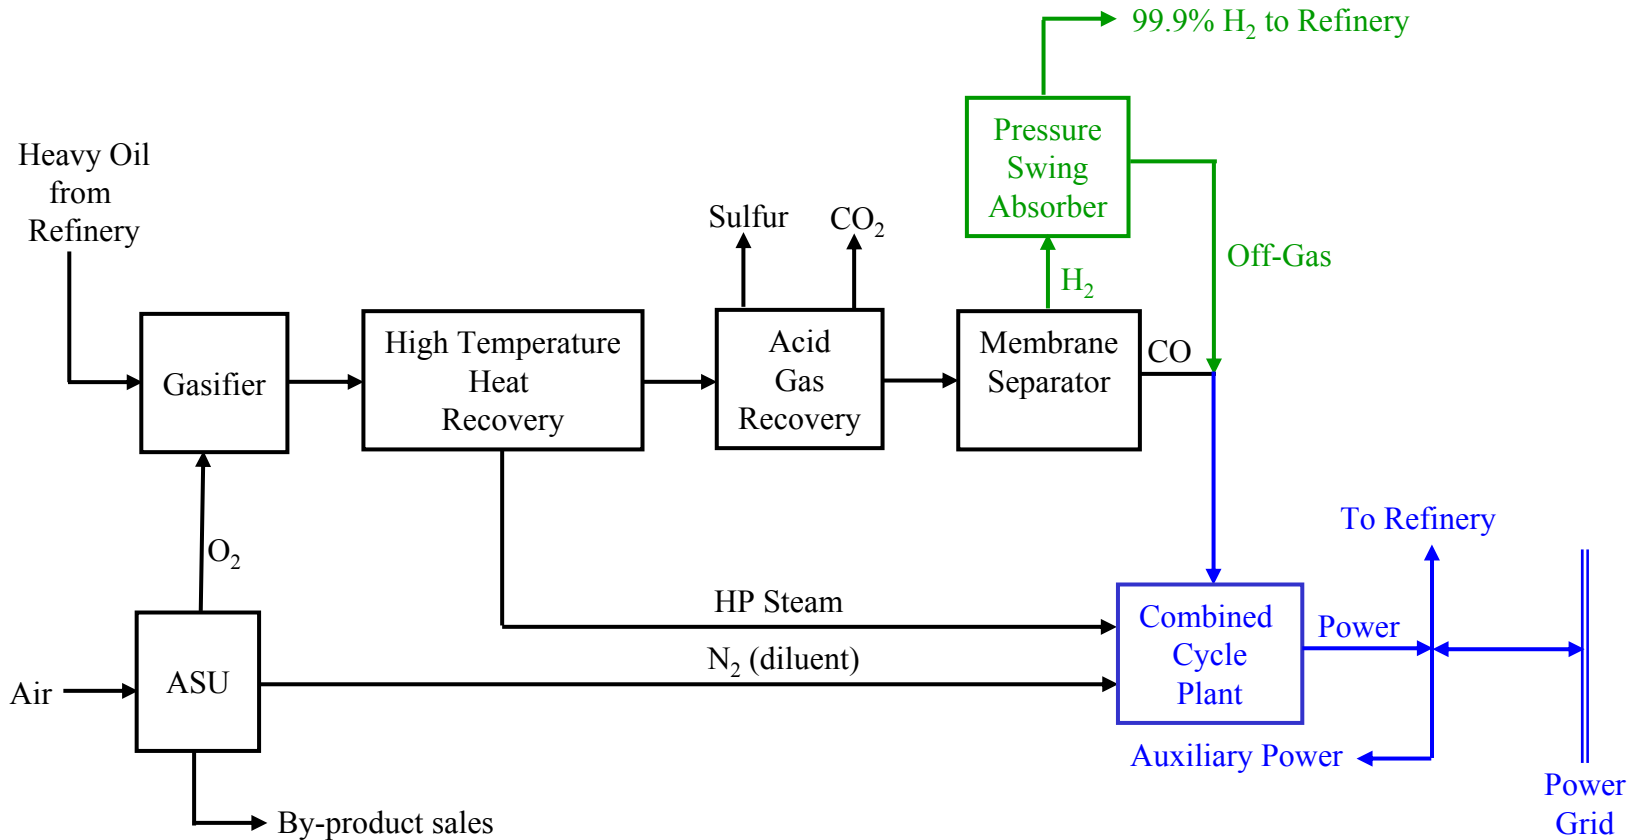 99.9% H₂ to Refinery
Pressure
Swing
Absorber
Heavy Oil
from
Refinery
Sulfur
CO₂
H₂
Off-Gas
Gasifier
High Temperature
Heat
Recovery
Acid
Gas
Recovery
Membrane
Separator
CO
O₂
To Refinery
HP Steam
N₂ (diluent)
Combined
Cycle
Plant
Power
Air
ASU
Auxiliary Power
Power
Grid
By-product sales